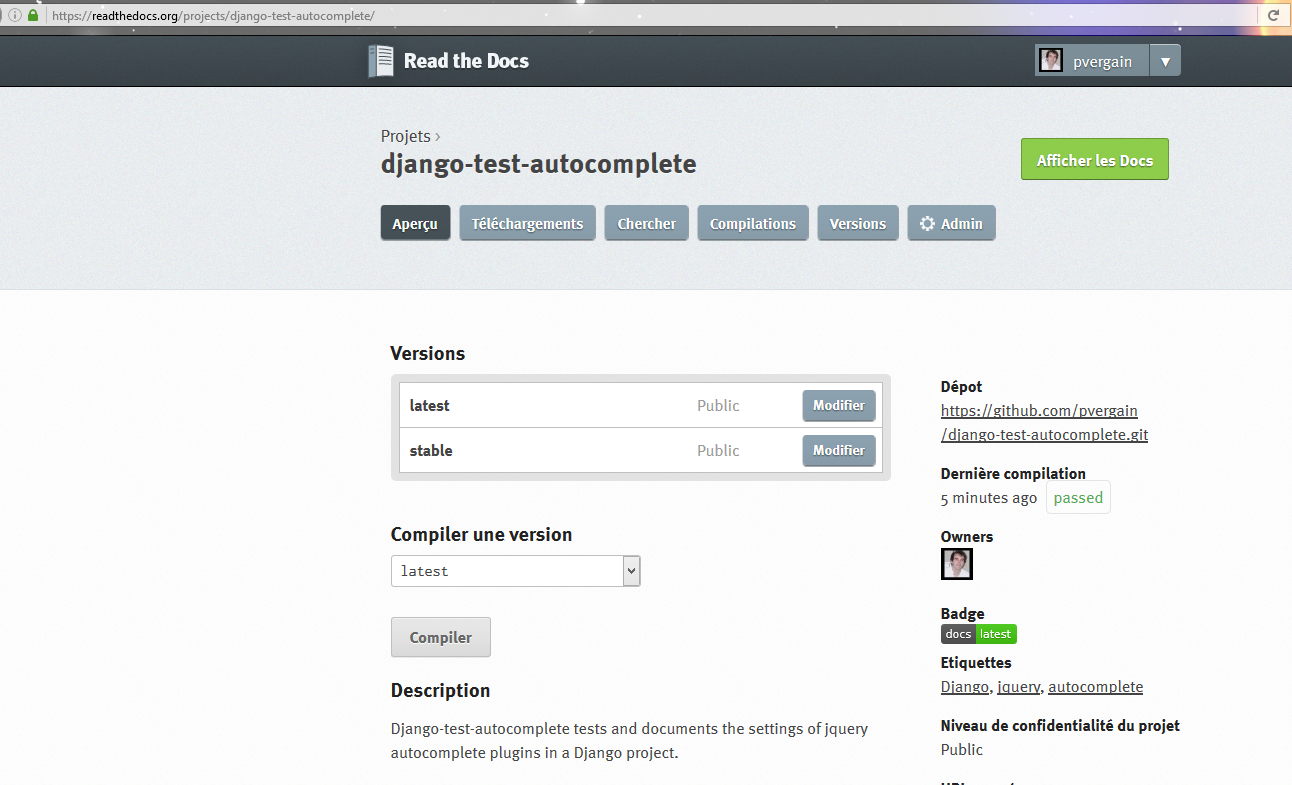 https://readthedocs.org/projects/django-test-autocomplete/
Read the Docs
pvergain
Projets ›
django-test-autocomplete
Afficher les Docs
Aperçu
Téléchargements
Chercher
Compilations
Versions
Admin
Versions
latest
Public
Modifier
stable
Public
Modifier
Compiler une version
latest
Compiler
Description
Django-test-autocomplete tests and documents the settings of jquery
autocomplete plugins in a Django project.
Dépot
https://github.com/pvergain
/django-test-autocomplete.git
Dernière compilation
5 minutes ago passed
Owners
Badge
docs latest
Etiquettes
Django, jquery, autocomplete
Niveau de confidentialité du projet
Public